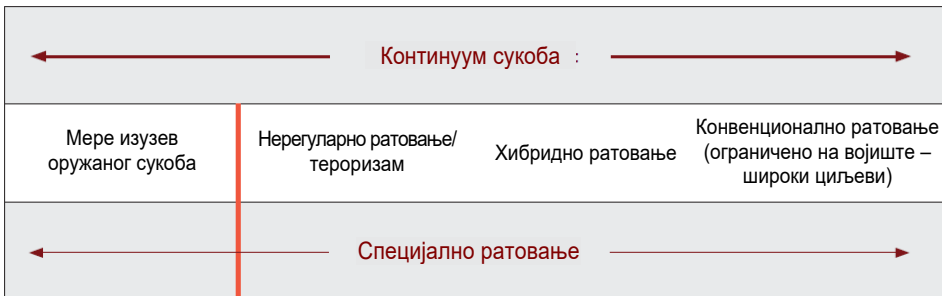 Континуум сукоба :
Мере изузев
оружаног сукоба
Нерегуларно ратовање/
тероризам
Хибридно ратовање
Конвенционално ратовање
(ограничено на војиште –
широки циљеви)
Специјално ратовање